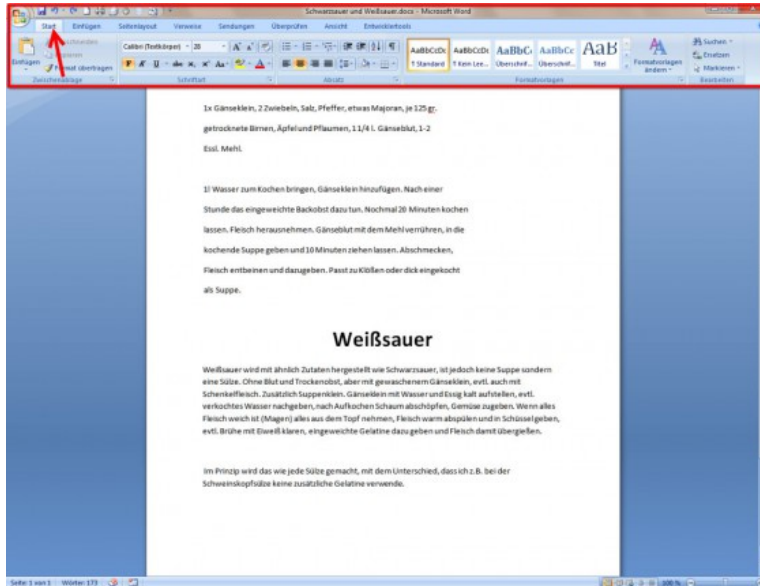 Schwarzsauer und Weißsauer.docx - Microsoft Word
Start Einfügen Seitenlayout Verweise Sendungen Überprüfen Ansicht Entwicklertools
Calibri (Textkörper) 28
AaBbCcDc AaBbCcDc AaBbC AaBbCc AaB
Einfügen Format übertragen
1 Standard 1 Kein Lee... Überschrif... Überschrif... Titel
Formatvorlagen ändern
Suchen
Ersetzen
Markieren
Zwischenablage Schriftart Absatz Formatvorlagen Bearbeiten
1x Gänseklein, 2 Zwiebeln, Salz, Pfeffer, etwas Majoran, je 125 gr.
getrocknete Birnen, Äpfel und Pflaumen, 1 1/4 l. Gänseblut, 1-2
Essl. Mehl.
1l Wasser zum Kochen bringen, Gänseklein hinzufügen. Nach einer
Stunde das eingeweichte Backobst dazu tun. Nochmal 20 Minuten kochen
lassen. Fleisch herausnehmen. Gänseblut mit dem Mehl verrühren, in die
kochende Suppe geben und 10 Minuten ziehen lassen. Abschmecken,
Fleisch entbeinen und dazugeben. Passt zu Klößen oder dick eingekocht
als Suppe.
Weißsauer
Weißsauer wird mit ähnlich Zutaten hergestellt wie Schwarzsauer, ist jedoch keine Suppe sondern
eine Sülze. Ohne Blut und Trockenobst, aber mit gewaschenem Gänseklein, evtl. auch mit
Schenkelfleisch. Zusätzlich Suppenklein. Gänseklein mit Wasser und Essig kalt aufstellen, evtl.
verkochtes Wasser nachgeben, nach Aufkochen Schaum abschöpfen, Gemüse zugeben. Wenn alles
Fleisch weich ist (Magen) alles aus dem Topf nehmen, Fleisch warm abspülen und in Schüssel geben,
evtl. Brühe mit Eiweiß klaren, eingeweichte Gelatine dazu geben und Fleisch damit übergießen.
Im Prinzip wird das wie jede Sülze gemacht, mit dem Unterschied, dass ich z.B. bei der
Schweinskopfsülze keine zusätzliche Gelatine verwende.
Seite: 1 von 1 Wörter: 173 100 %